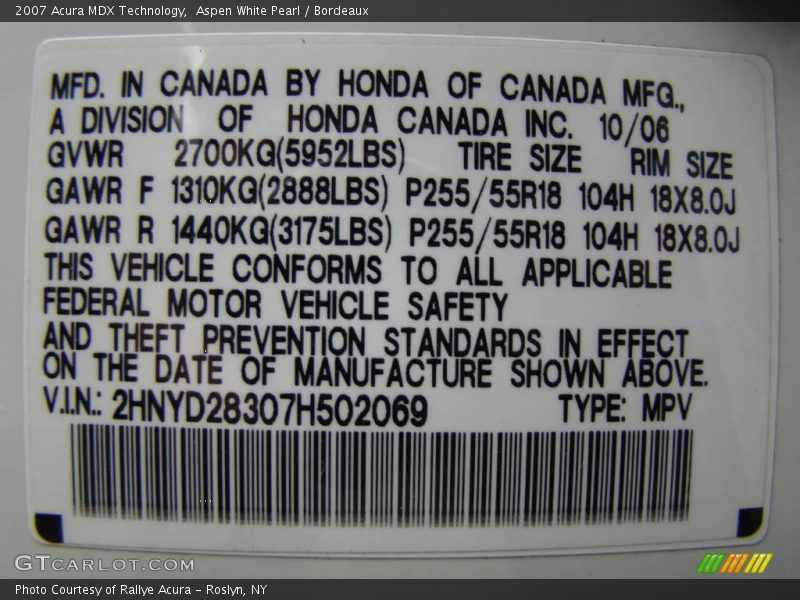 2007 Acura MDX Technology,  Aspen White Pearl / Bordeaux
MFD. IN CANADA BY HONDA OF CANADA MFG.,
A DIVISION OF HONDA CANADA INC. 10/06
GVWR 2700KG(5952LBS) TIRE SIZE RIM SIZE
GAWR F 1310KG(2888LBS) P255/55R18 104H 18X8.0J
GAWR R 1440KG(3175LBS) P255/55R18 104H 18X8.0J
THIS VEHICLE CONFORMS TO ALL APPLICABLE
FEDERAL MOTOR VEHICLE SAFETY
AND THEFT PREVENTION STANDARDS IN EFFECT
ON THE DATE OF MANUFACTURE SHOWN ABOVE.
V.I.N.: 2HNYD28307H502069 TYPE: MPV
GTCARLOT.COM
Photo Courtesy of Rallye Acura – Roslyn, NY